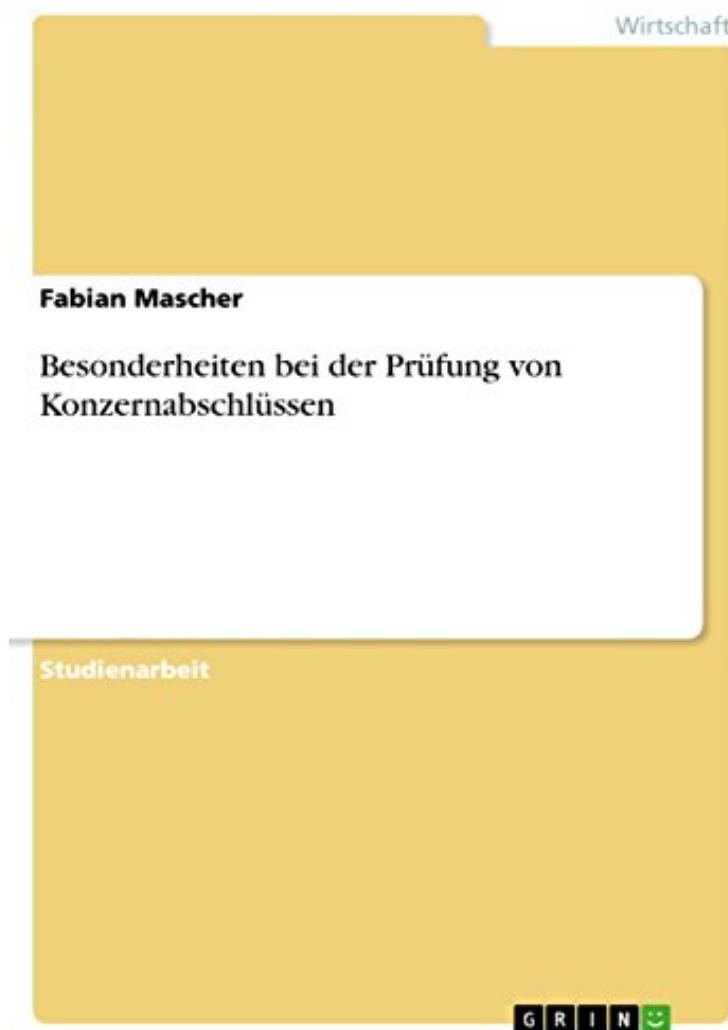 Wirtschaft
Fabian Mascher
Besonderheiten bei der Prüfung von
Konzernabschlüssen
Studienarbeit
GRIN